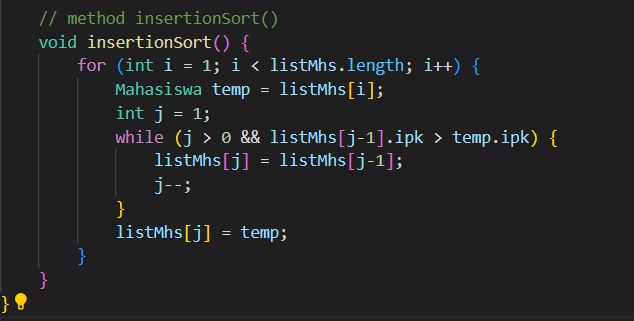 // method insertionSort()
void insertionSort() {
for (int i = 1; i < listMhs.length; i++) {
Mahasiswa temp = listMhs[i];
int j = 1;
while (j > 0 && listMhs[j-1].ipk > temp.ipk) {
listMhs[j] = listMhs[j-1];
j--;
}
listMhs[j] = temp;
}
}
}